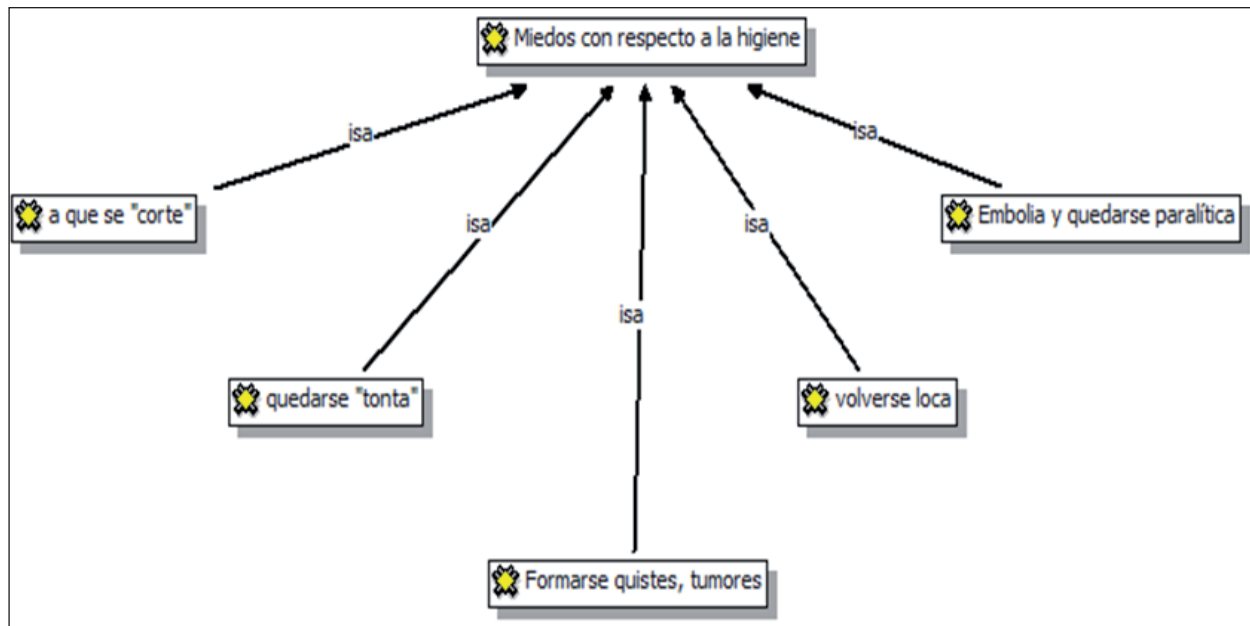 Miedos con respecto a la higiene
isa
isa
a que se "corte"
Embolia y quedarse paralítica
isa
isa
isa
quedarse "tonta"
volverse loca
Formarse quistes, tumores